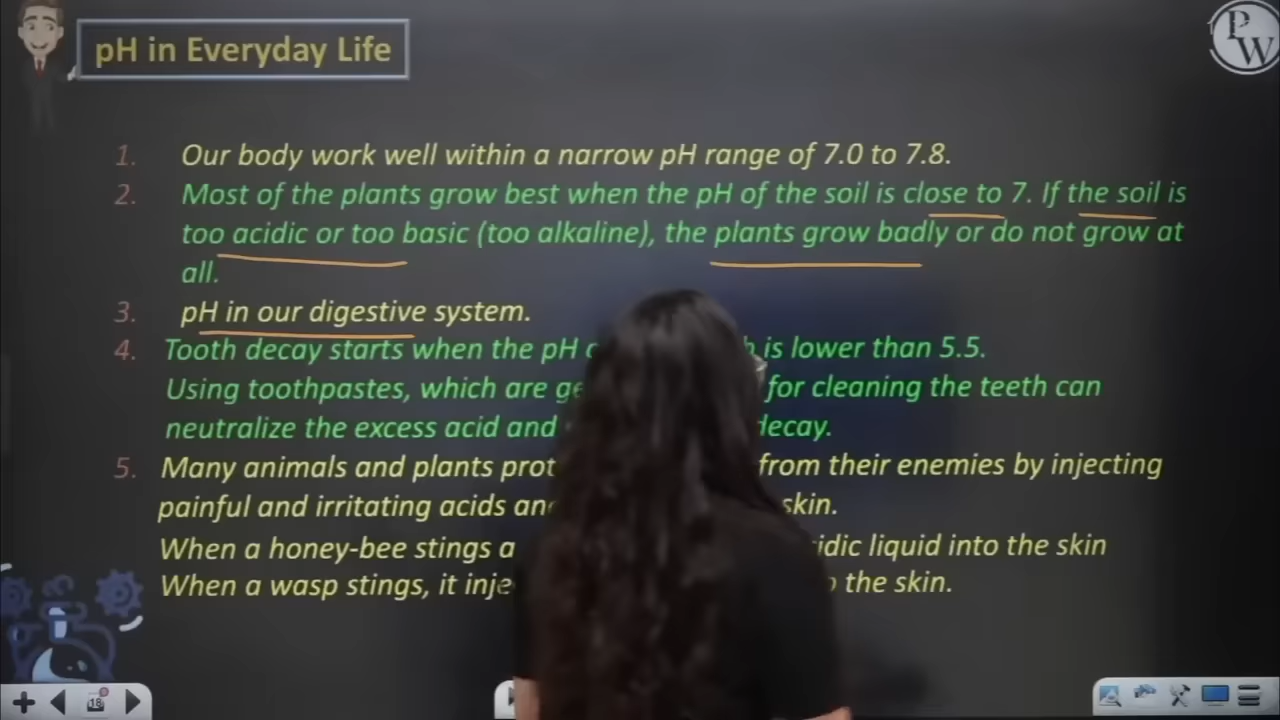 pH in Everyday Life
PW
1. Our body work well within a narrow pH range of 7.0 to 7.8.
2. Most of the plants grow best when the pH of the soil is close to 7. If the soil is
too acidic or too basic (too alkaline), the plants grow badly or do not grow at
all.
3. pH in our digestive system.
4. Tooth decay starts when the pH is lower than 5.5.
Using toothpastes, which are for cleaning the teeth can
neutralize the excess acid and decay.
5. Many animals and plants from their enemies by injecting
painful and irritating acids skin.
When a honey-bee stings liquid into the skin
When a wasp stings, it the skin.
18